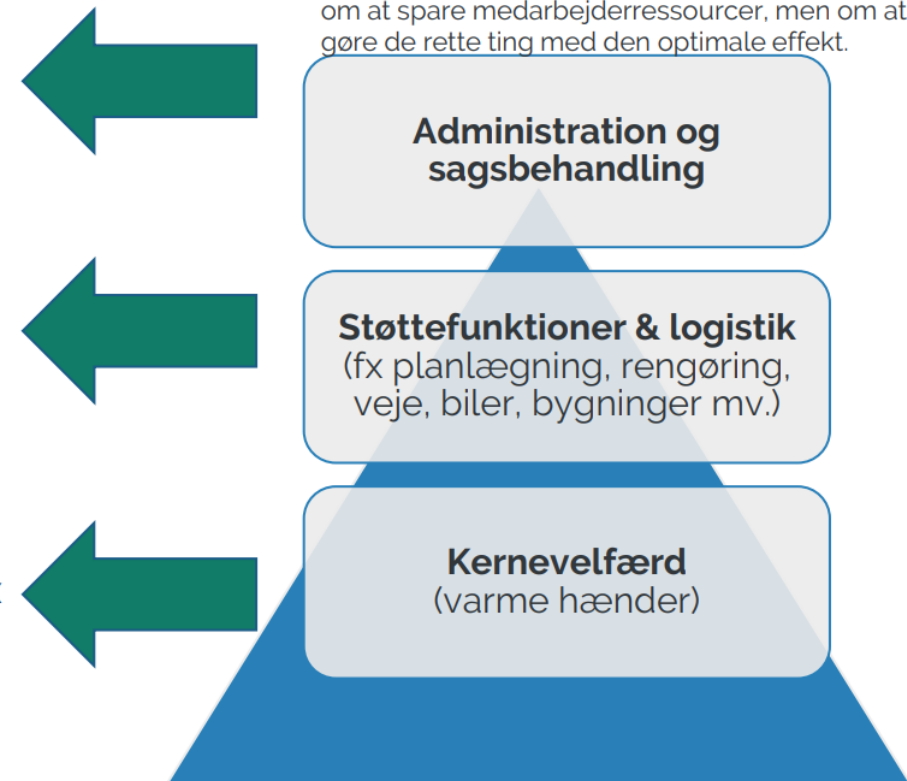 om at spare medarbejderressourcer, men om at
gøre de rette ting med den optimale effekt.
Administration og
sagsbehandling
Støttefunktioner & logistik
(fx planlægning, rengøring,
veje, biler, bygninger mv.)
Kernevelfærd
(varme hænder)